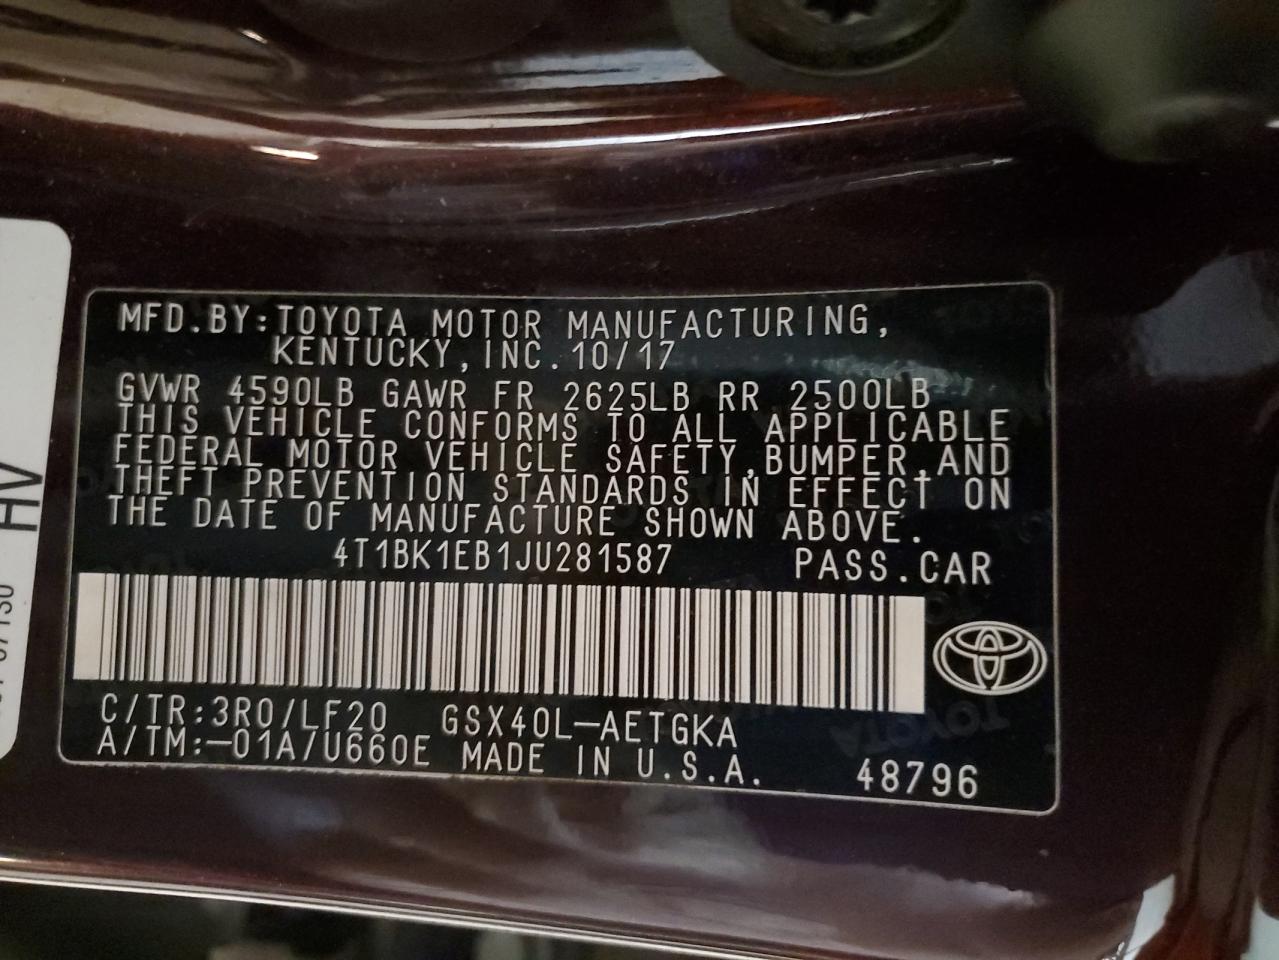 MFD.BY:TOYOTA MOTOR MANUFACTURING,
KENTUCKY,INC. 10/17
GVWR 4590LB GAWR FR 2625LB RR 2500LB
THIS VEHICLE CONFORMS TO ALL APPLICABLE
FEDERAL MOTOR VEHICLE SAFETY,BUMPER,AND
THEFT PREVENTION STANDARDS IN EFFECT ON
THE DATE OF MANUFACTURE SHOWN ABOVE.
4T1BK1EB1JU281587 PASS.CAR
C/TR:3R0/LF20 GSX40L-AETGKA
A/TM:-01A/U660E MADE IN U.S.A.
48796
HV
TOYOTA